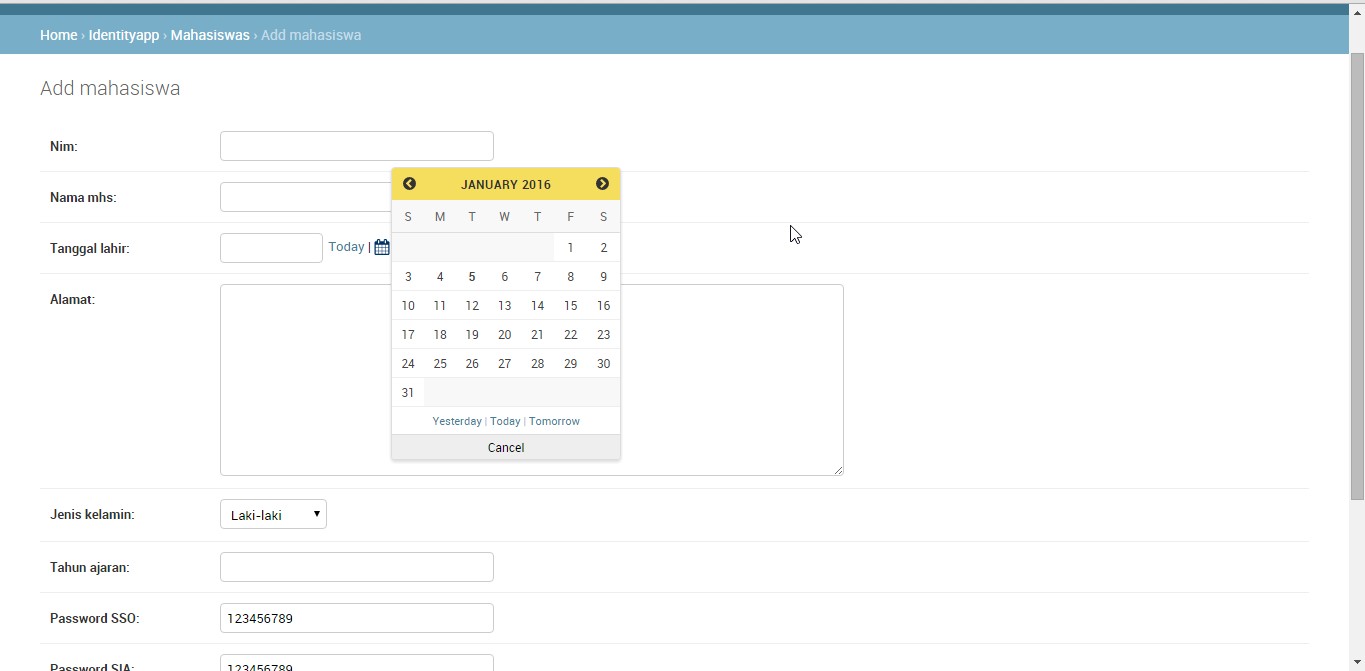 Home › Identityapp › Mahasiswas › Add mahasiswa
Add mahasiswa
Nim:
Nama mhs:
Tanggal lahir:
Today |
JANUARY 2016
S M T W T F S
1 2
3 4 5 6 7 8 9
10 11 12 13 14 15 16
17 18 19 20 21 22 23
24 25 26 27 28 29 30
31
Yesterday | Today | Tomorrow
Cancel
Alamat:
Jenis kelamin: Laki-laki
Tahun ajaran:
Password SSO: 123456789
Password SIA: 123456789